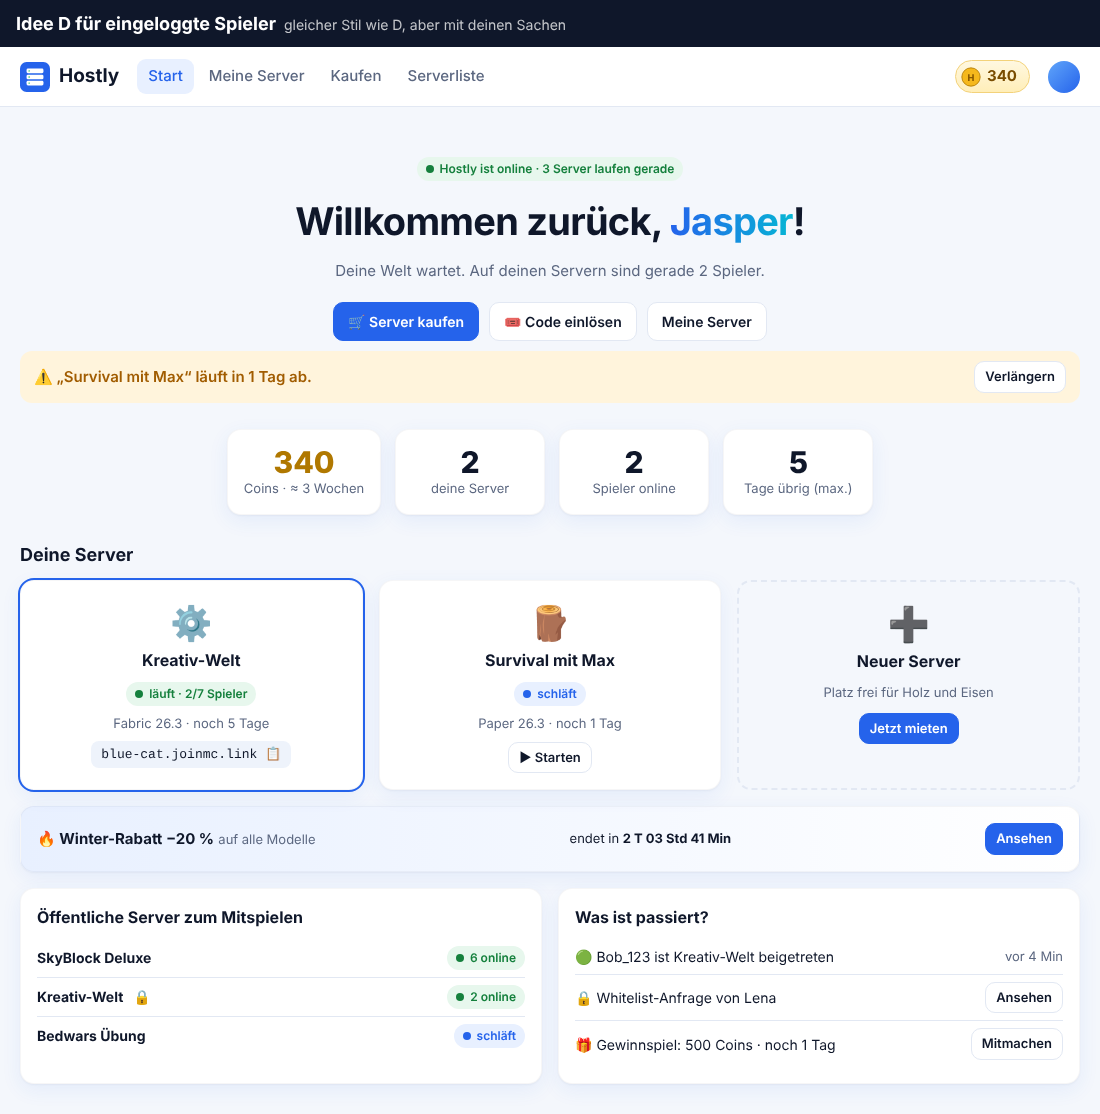 Idee D für eingeloggte Spieler gleicher Stil wie D, aber mit deinen Sachen
Hostly Start Meine Server Kaufen Serverliste H 340
Hostly ist online · 3 Server laufen gerade
Willkommen zurück, Jasper!
Deine Welt wartet. Auf deinen Servern sind gerade 2 Spieler.
🛒 Server kaufen 🎟️ Code einlösen Meine Server
⚠️ „Survival mit Max“ läuft in 1 Tag ab. Verlängern
340 2 2 5
Coins · ≈ 3 Wochen deine Server Spieler online Tage übrig (max.)
Deine Server
Kreativ-Welt
läuft · 2/7 Spieler
Fabric 26.3 · noch 5 Tage
blue-cat.joinmc.link 📋
Survival mit Max
schläft
Paper 26.3 · noch 1 Tag
▶ Starten
Neuer Server
Platz frei für Holz und Eisen
Jetzt mieten
🔥 Winter-Rabatt −20 % auf alle Modelle endet in 2 T 03 Std 41 Min Ansehen
Öffentliche Server zum Mitspielen
SkyBlock Deluxe 6 online
Kreativ-Welt 🔒 2 online
Bedwars Übung schläft
Was ist passiert?
🟢 Bob_123 ist Kreativ-Welt beigetreten vor 4 Min
🔒 Whitelist-Anfrage von Lena Ansehen
🎁 Gewinnspiel: 500 Coins · noch 1 Tag Mitmachen